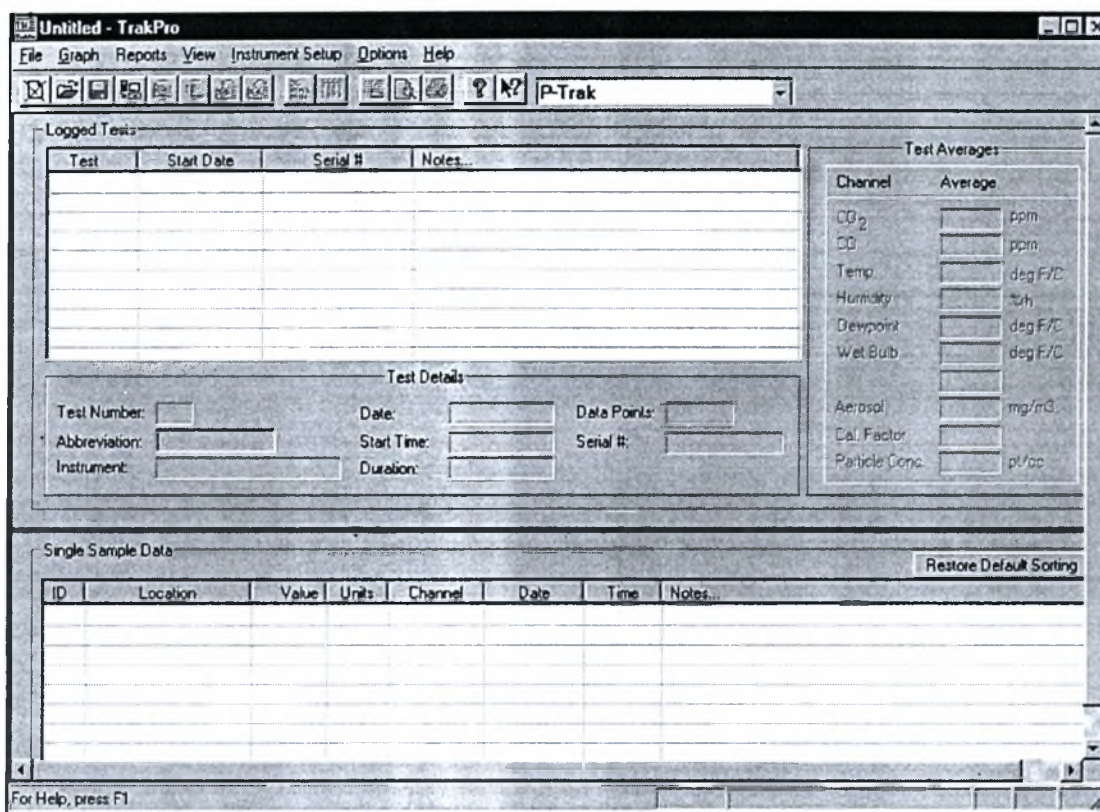 Untitled - TrakPro
File Graph Reports View Instrument Setup Options Help
P-Trak
Logged Tests
Test Start Date Serial # Notes...
Test Averages
Channel Average
CO2 ppm
CO ppm
Temp deg F/C
Humidity %rh
Dewpoint deg F/C
Wet Bulb deg F/C
Aerosol mg/m3
Cal. Factor
Particle Conc. pt/cc
Test Details
Test Number: Date: Data Points:
Abbreviation: Start Time: Serial #:
Instrument: Duration:
Single Sample Data
Restore Default Sorting
ID Location Value Units Channel Date Time Notes...
For Help, press F1